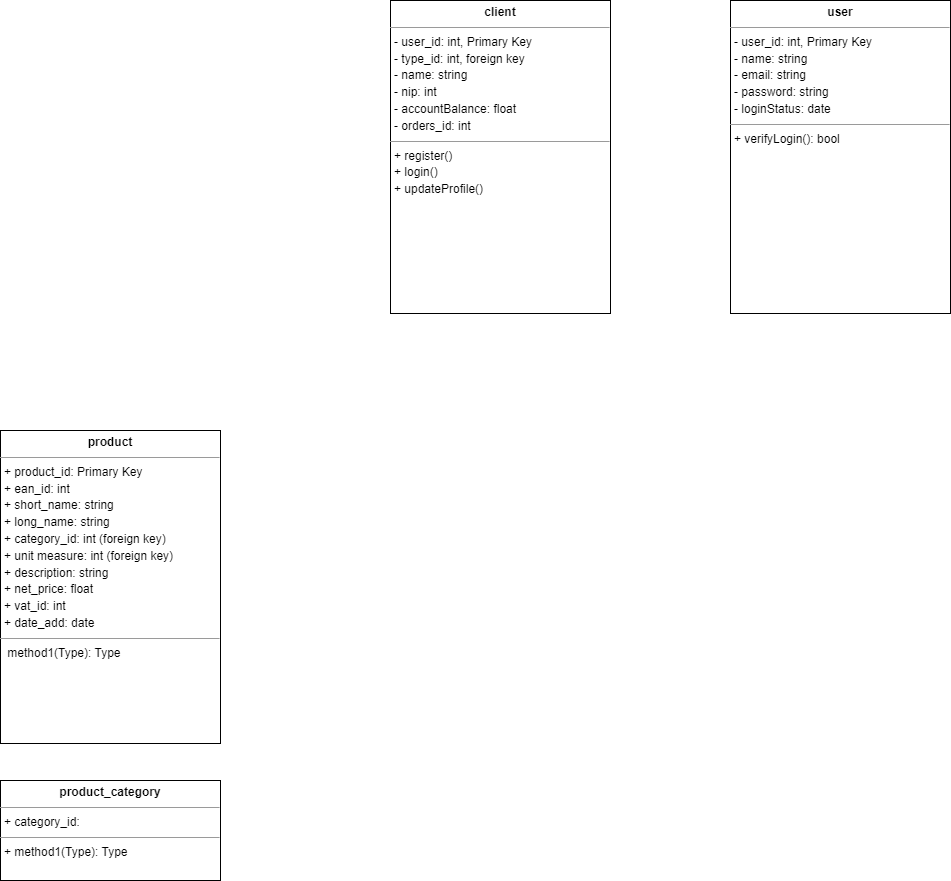 client
- user_id: int, Primary Key
- type_id: int, foreign key
- name: string
- nip: int
- accountBalance: float
- orders_id: int
+ register()
+ login()
+ updateProfile()
user
- user_id: int, Primary Key
- name: string
- email: string
- password: string
- loginStatus: date
+ verifyLogin(): bool
product
+ product_id: Primary Key
+ ean_id: int
+ short_name: string
+ long_name: string
+ category_id: int (foreign key)
+ unit measure: int (foreign key)
+ description: string
+ net_price: float
+ vat_id: int
+ date_add: date
method1(Type): Type
product_category
+ category_id:
+ method1(Type): Type